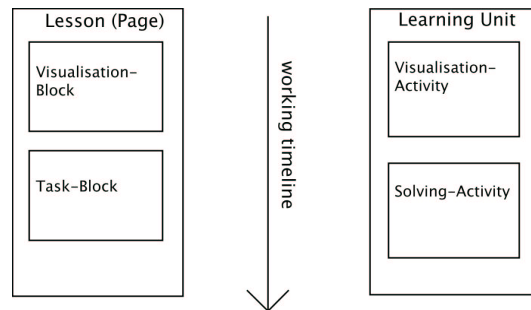 Lesson (Page)
Visualisation-
Block
Task-Block
working timeline
Learning Unit
Visualisation-
Activity
Solving-Activity